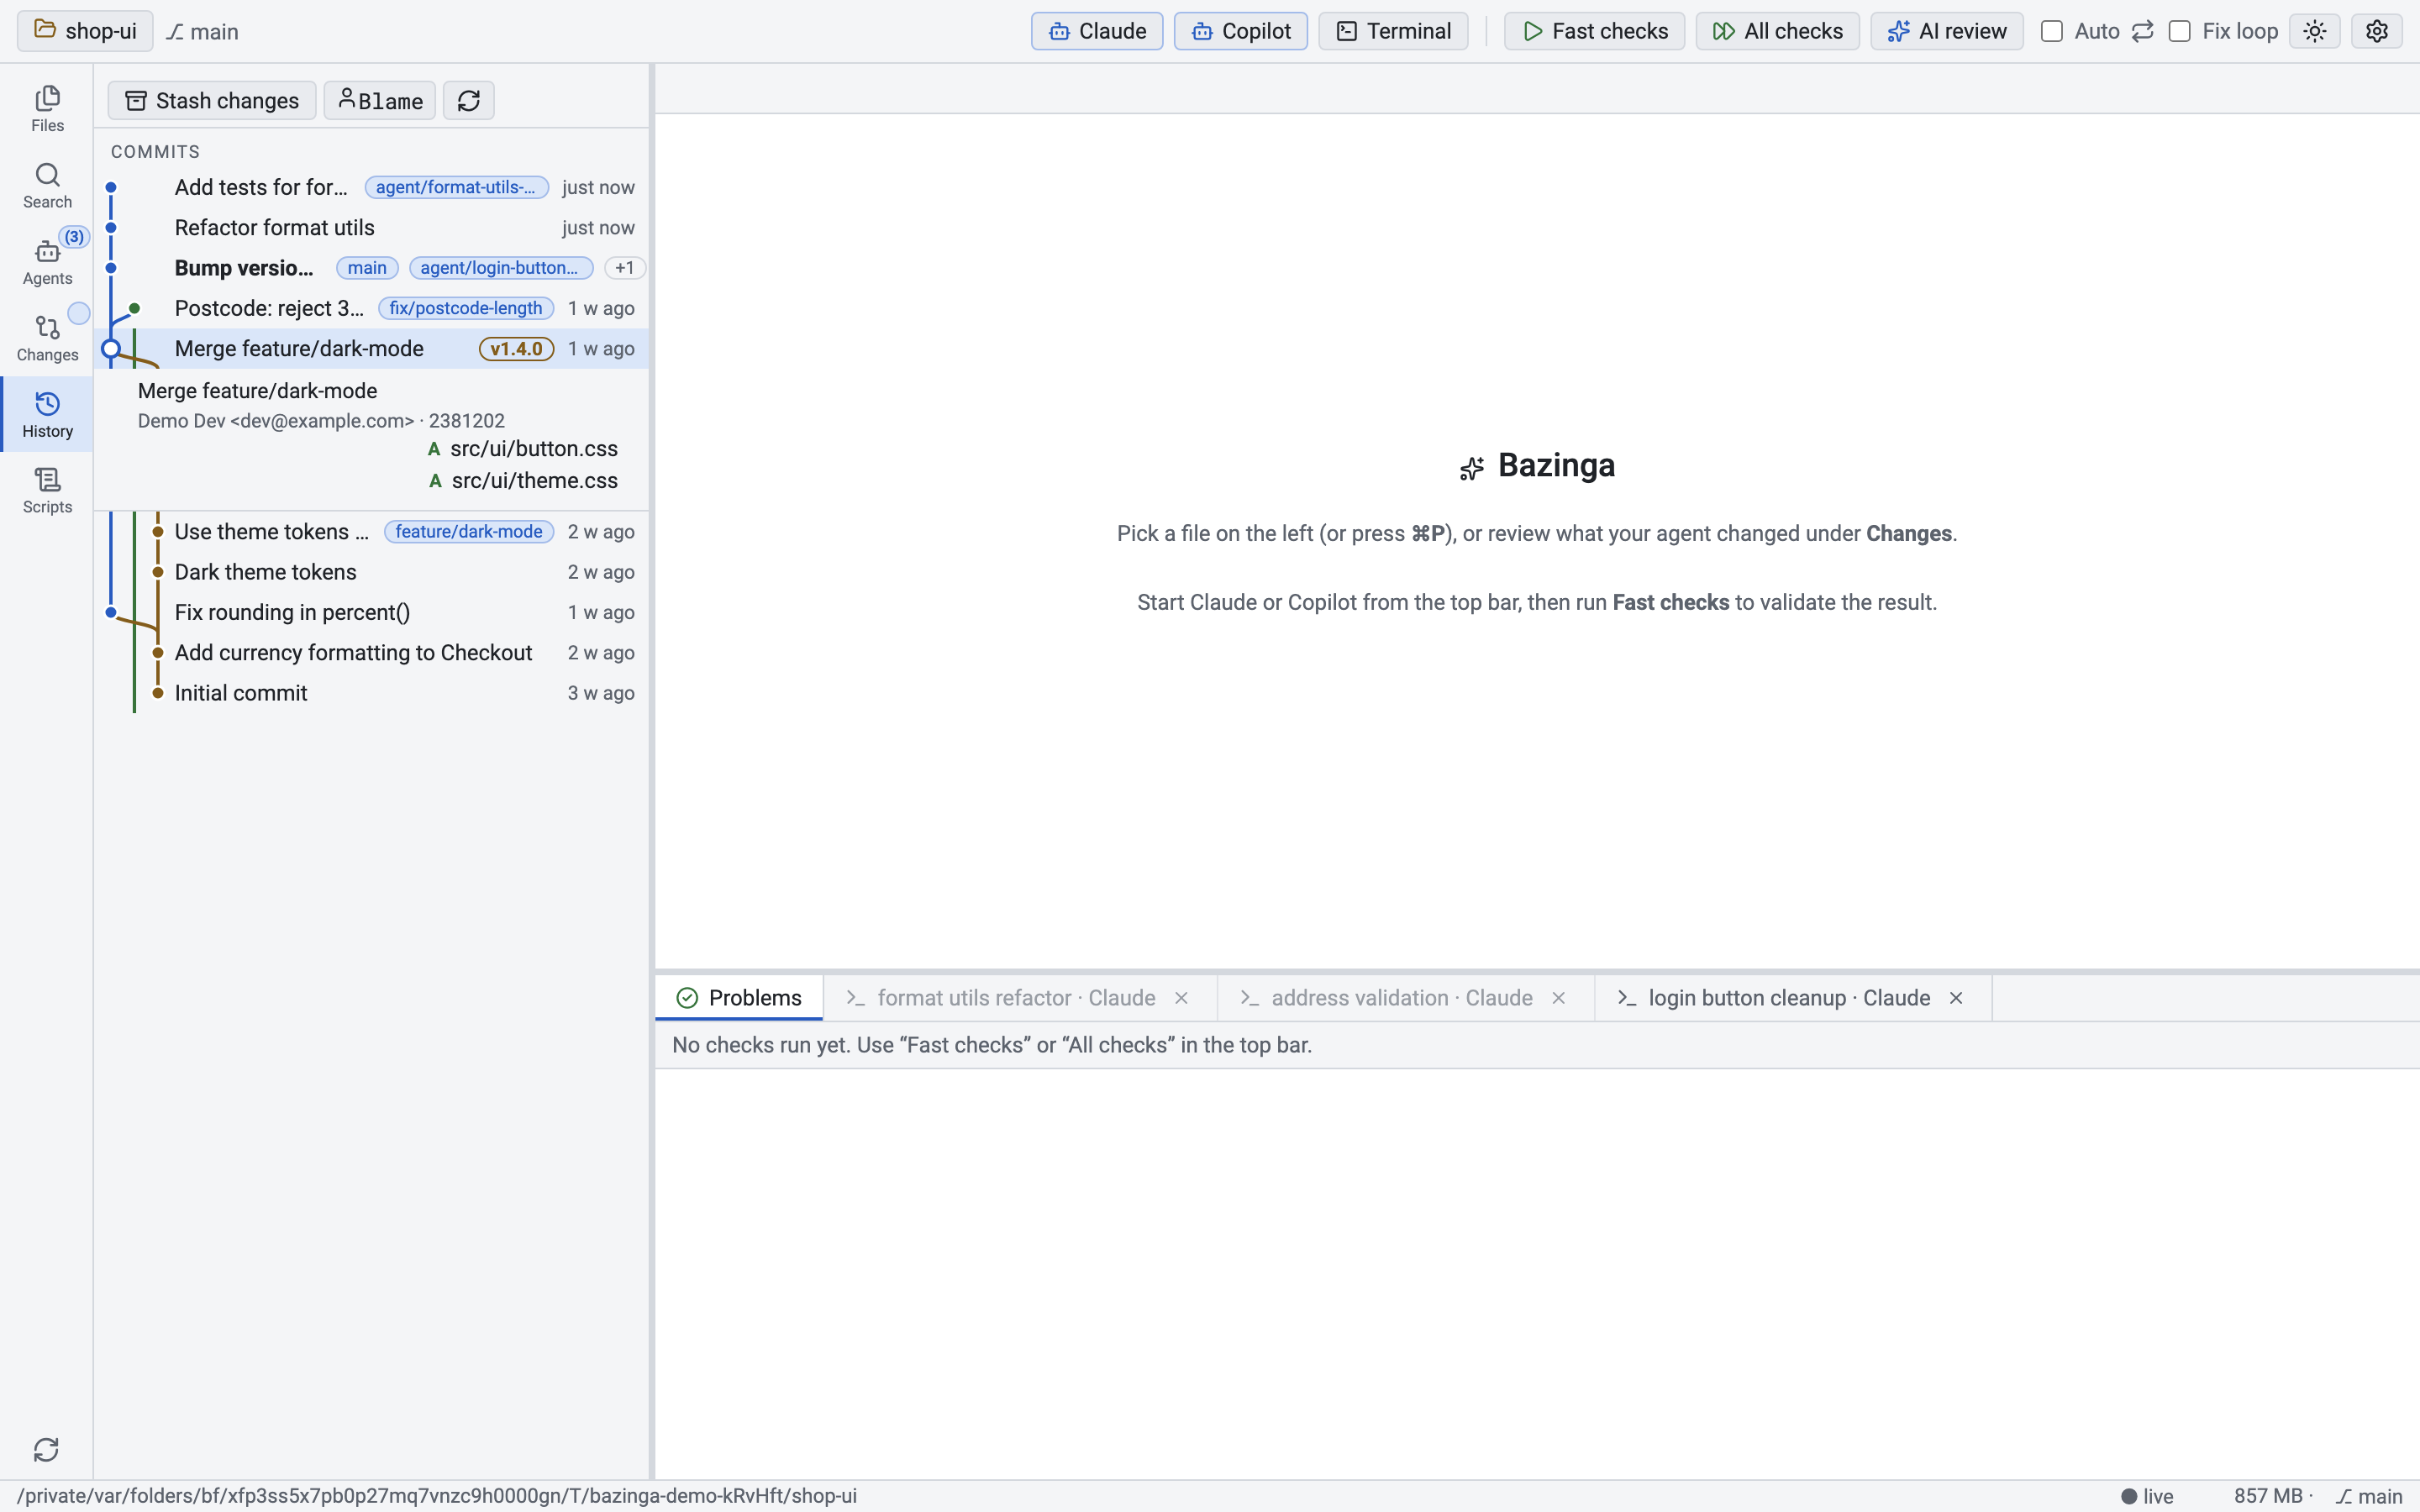 shop-ui main Claude Copilot Terminal Fast checks All checks AI review Auto Fix loop
Files
Search
(3)
Agents
Changes
History
Scripts
Stash changes Blame
COMMITS
Add tests for for... agent/format-utils-... just now
Refactor format utils just now
Bump versio... main agent/login-button... +1
Postcode: reject 3... fix/postcode-length 1 w ago
Merge feature/dark-mode v1.4.0 1 w ago
Merge feature/dark-mode
Demo Dev <dev@example.com> · 2381202
A src/ui/button.css
A src/ui/theme.css
Use theme tokens ... feature/dark-mode 2 w ago
Dark theme tokens 2 w ago
Fix rounding in percent() 1 w ago
Add currency formatting to Checkout 2 w ago
Initial commit 3 w ago
Bazinga
Pick a file on the left (or press ⌘P), or review what your agent changed under Changes.
Start Claude or Copilot from the top bar, then run Fast checks to validate the result.
Problems format utils refactor · Claude × address validation · Claude × login button cleanup · Claude ×
No checks run yet. Use “Fast checks” or “All checks” in the top bar.
/private/var/folders/bf/xfp3ss5x7pb0p27mq7vnzc9h0000gn/T/bazinga-demo-kRvHft/shop-ui live 857 MB · main